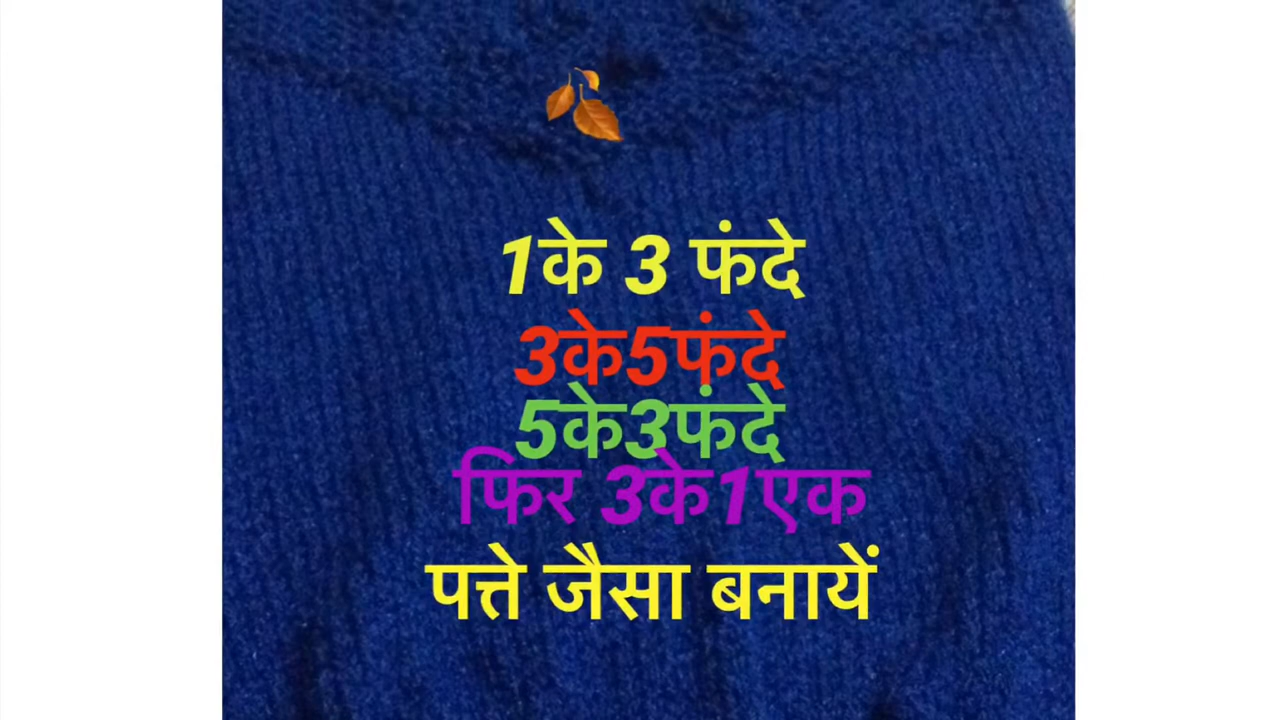 1के 3 फंदे
3के5फंदे
5के3फंदे
फिर 3के1एक
पत्ते जैसा बनायें